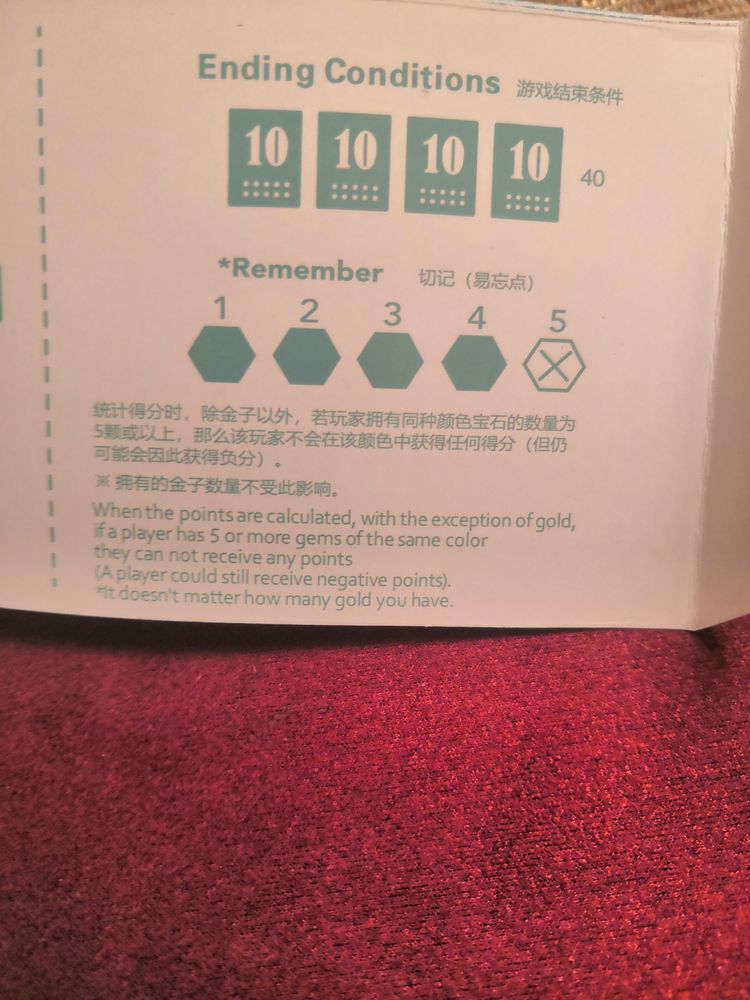 Ending Conditions 游戏结束条件
10 10 10 10 40
*Remember 切记（易忘点）
1 2 3 4 5
统计得分时，除金子以外，若玩家拥有同种颜色宝石的数量为
5颗或以上，那么该玩家不会在该颜色中获得任何得分（但仍
可能会因此获得负分）。
※ 拥有的金子数量不受此影响。
When the points are calculated, with the exception of gold,
if a player has 5 or more gems of the same color
they can not receive any points
(A player could still receive negative points).
*It doesn't matter how many gold you have.